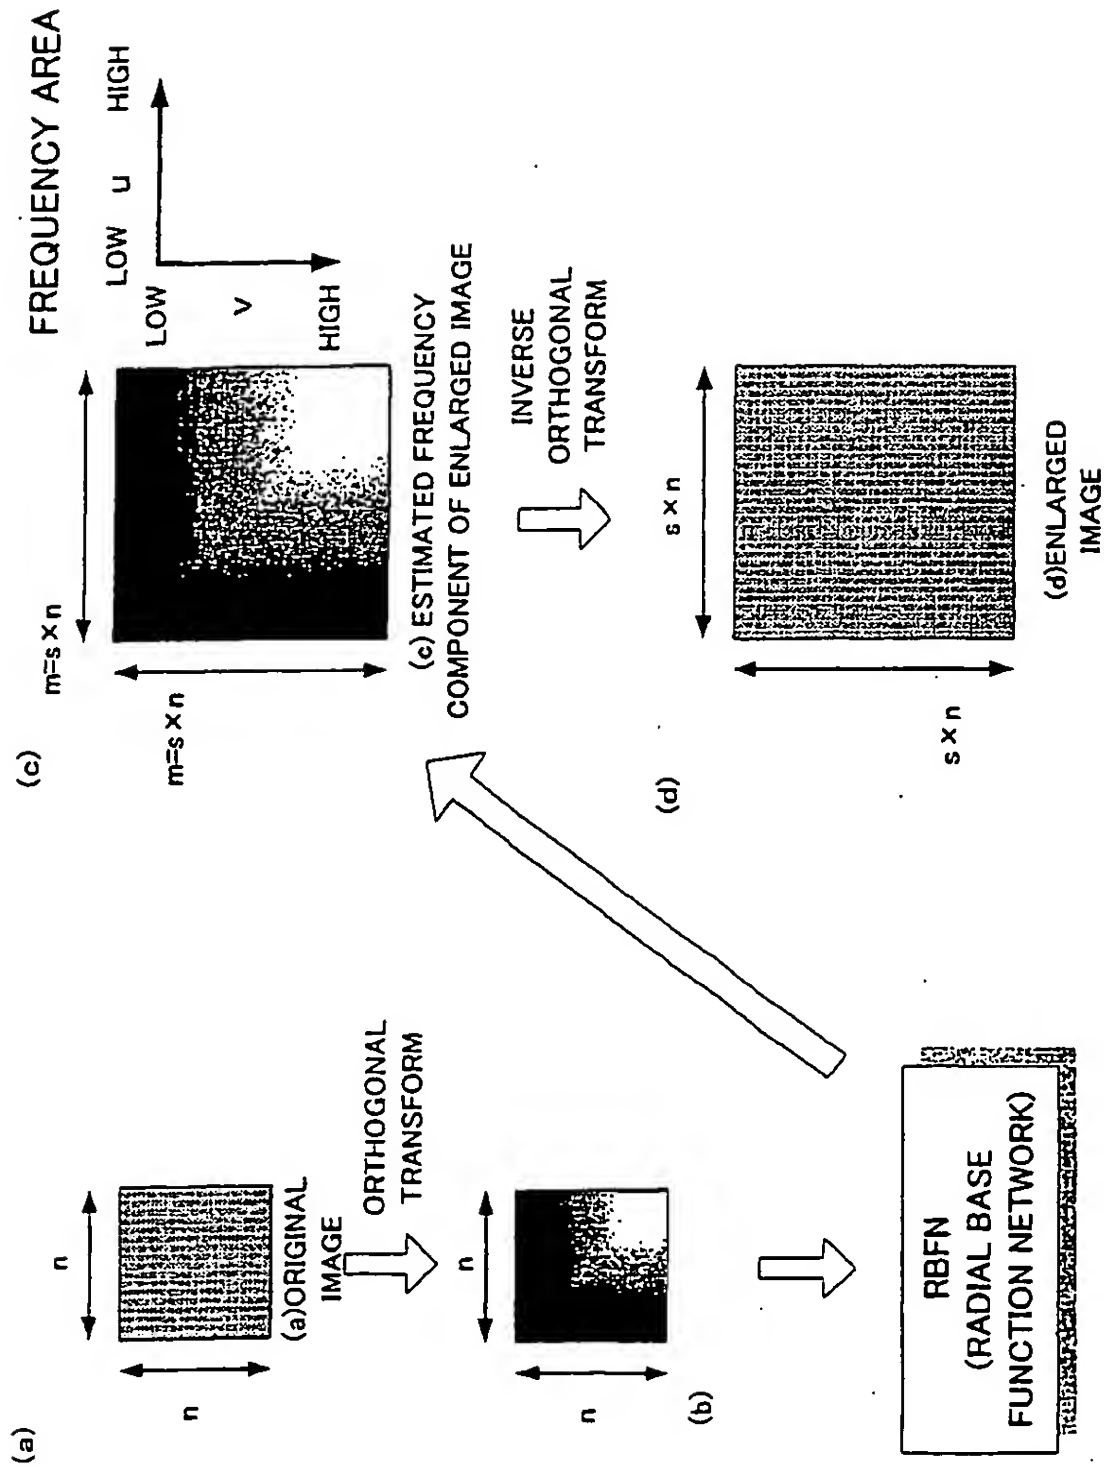 (a)
n
n
(a)ORIGINAL
IMAGE
ORTHOGONAL
TRANSFORM
n
n
(b)
RBFN
(RADIAL BASE
FUNCTION NETWORK)
(c)
m=s×n
m=s×n
FREQUENCY AREA
LOW u HIGH
LOW
v
HIGH
(c) ESTIMATED FREQUENCY
COMPONENT OF ENLARGED IMAGE
INVERSE
ORTHOGONAL
TRANSFORM
(d)
s×n
s×n
(d)ENLARGED
IMAGE